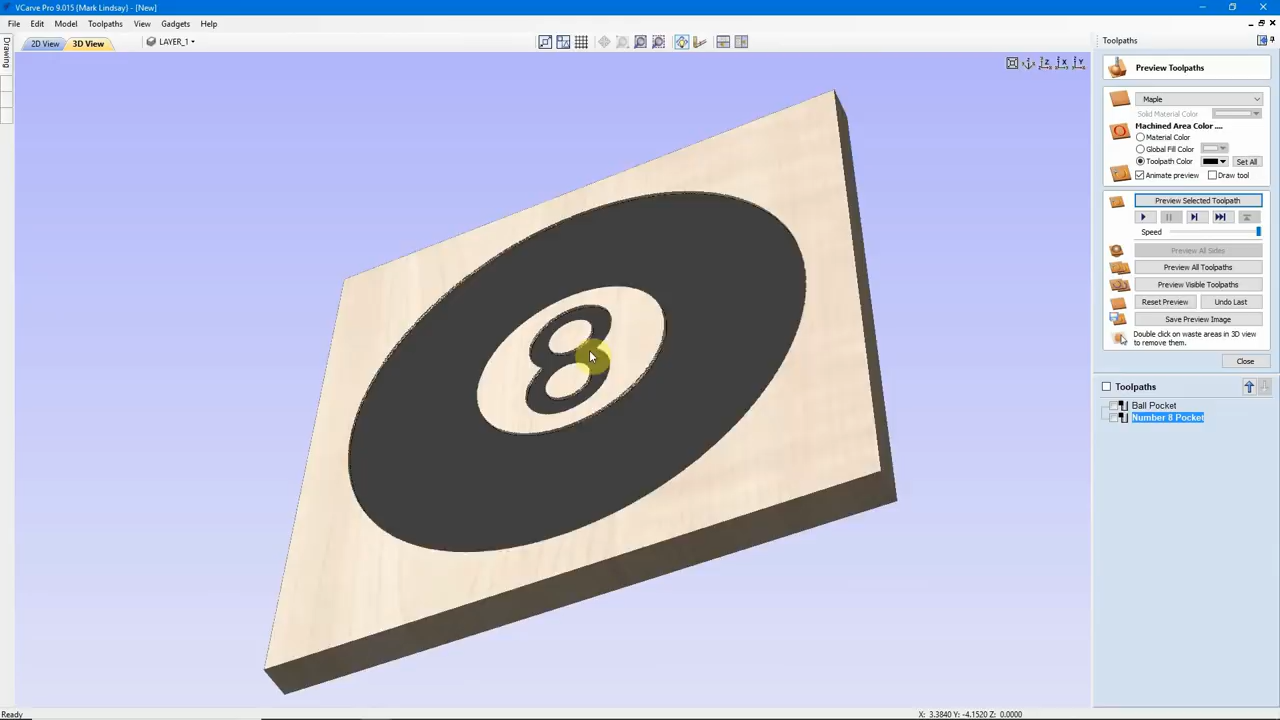 VCarve Pro 9.015 {Mark Lindsay} - [New]
File Edit Model Toolpaths View Gadgets Help
Drawing
2D View 3D View LAYER_1
Z X Y
8
Toolpaths
Preview Toolpaths
Maple
Solid Material Color
Machined Area Color ....
Material Color
Global Fill Color
Toolpath Color Set All
Animate preview Draw tool
Preview Selected Toolpath
Speed
Preview All Sides
Preview All Toolpaths
Preview Visible Toolpaths
Reset Preview Undo Last
Save Preview Image
Double click on waste areas in 3D view
to remove them.
Close
Toolpaths
Ball Pocket
Number 8 Pocket
Ready X: 3.3840 Y: -4.1520 Z: 0.0000